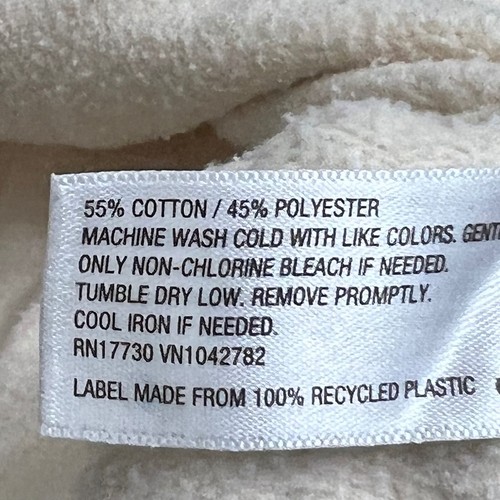 55% COTTON / 45% POLYESTER
MACHINE WASH COLD WITH LIKE COLORS.
ONLY NON-CHLORINE BLEACH IF NEEDED.
TUMBLE DRY LOW. REMOVE PROMPTLY.
COOL IRON IF NEEDED.
RN17730 VN1042782
LABEL MADE FROM 100% RECYCLED PLASTIC